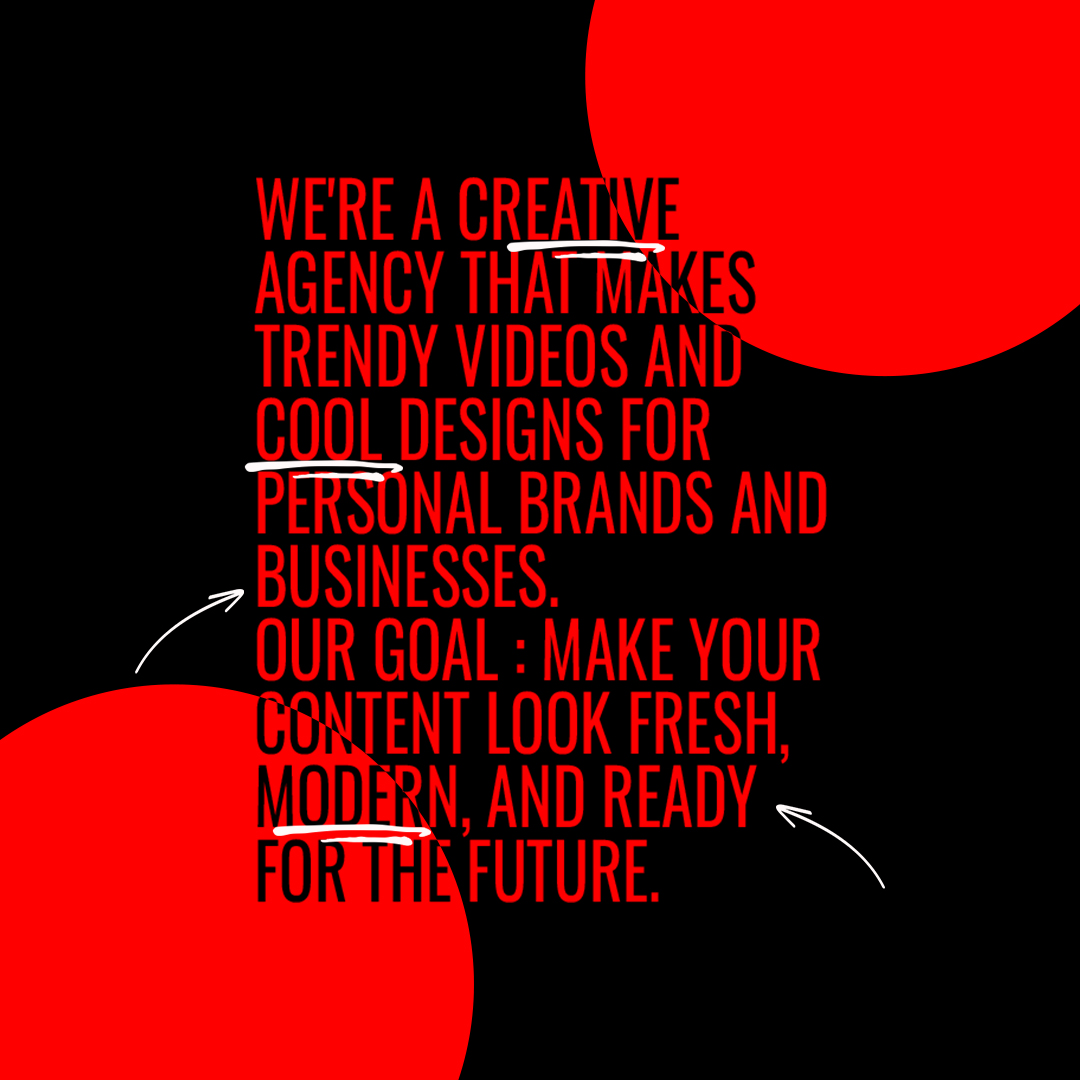 WE'RE A CREATIVE
AGENCY THAT MAKES
TRENDY VIDEOS AND
COOL DESIGNS FOR
PERSONAL BRANDS AND
BUSINESSES.
OUR GOAL : MAKE YOUR
CONTENT LOOK FRESH,
MODERN, AND READY
FOR THE FUTURE.